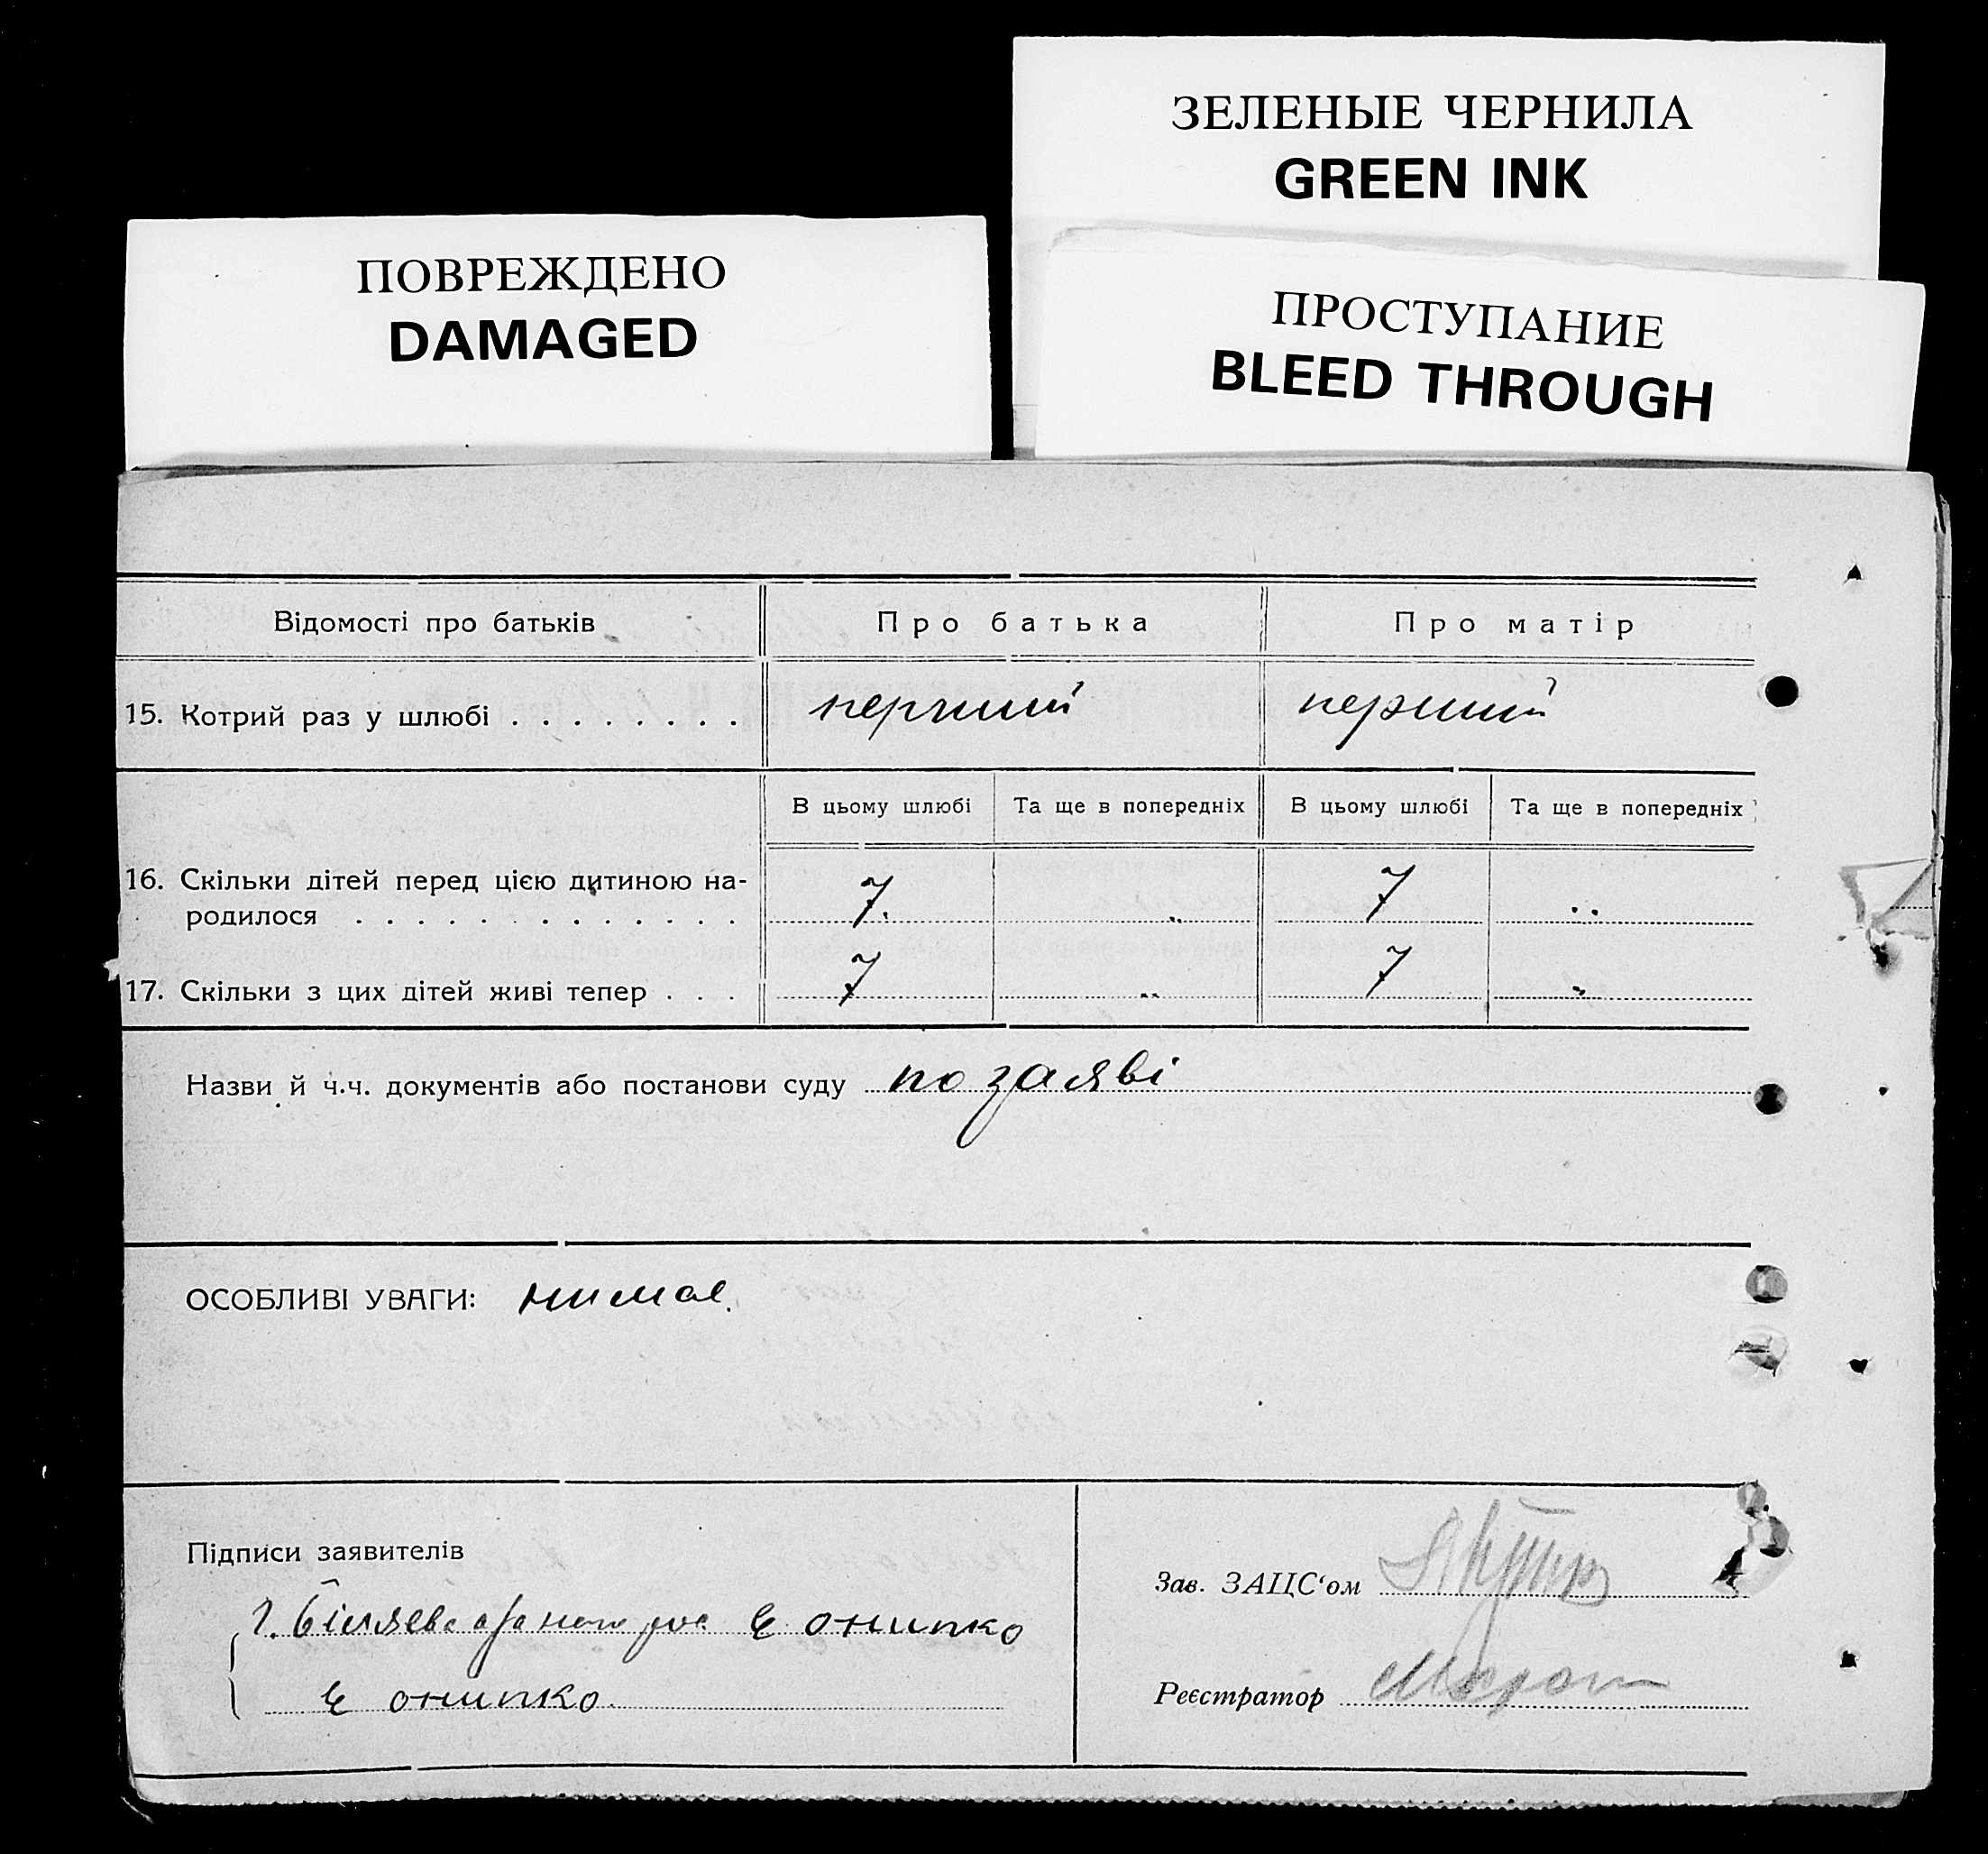 ЗЕЛЕНЫЕ ЧЕРНИЛА
GREEN INK
ПОВРЕЖДЕНО
DAMAGED
ПРОСТУПАНИЕ
BLEED THROUGH
Відомості про батьків Про батька Про матір
15. Котрий раз у шлюбі . . . . . . . . перший перший
В цьому шлюбі Та ще в попередніх В цьому шлюбі Та ще в попередніх
16. Скільки дітей перед цією дитиною на-
родилося . . . . . . . . . . . . . 7. „ 7 „
17. Скільки з цих дітей живі тепер . . . 7 „ 7 „
Назви й ч.ч. документів або постанови суду по заяві
ОСОБЛИВІ УВАГИ: нимае.
Підписи заявителів
Зав. ЗАЦС‘ом
Є онипко
Реєстратор
Є онипко